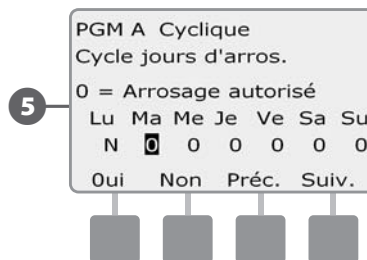 PGM A Cyclique
Cycle jours d'arros.
0 = Arrosage autorisé
5
Lu Ma Me Je Ve Sa Su
N 0 0 0 0 0 0
Oui Non Préc. Suiv.